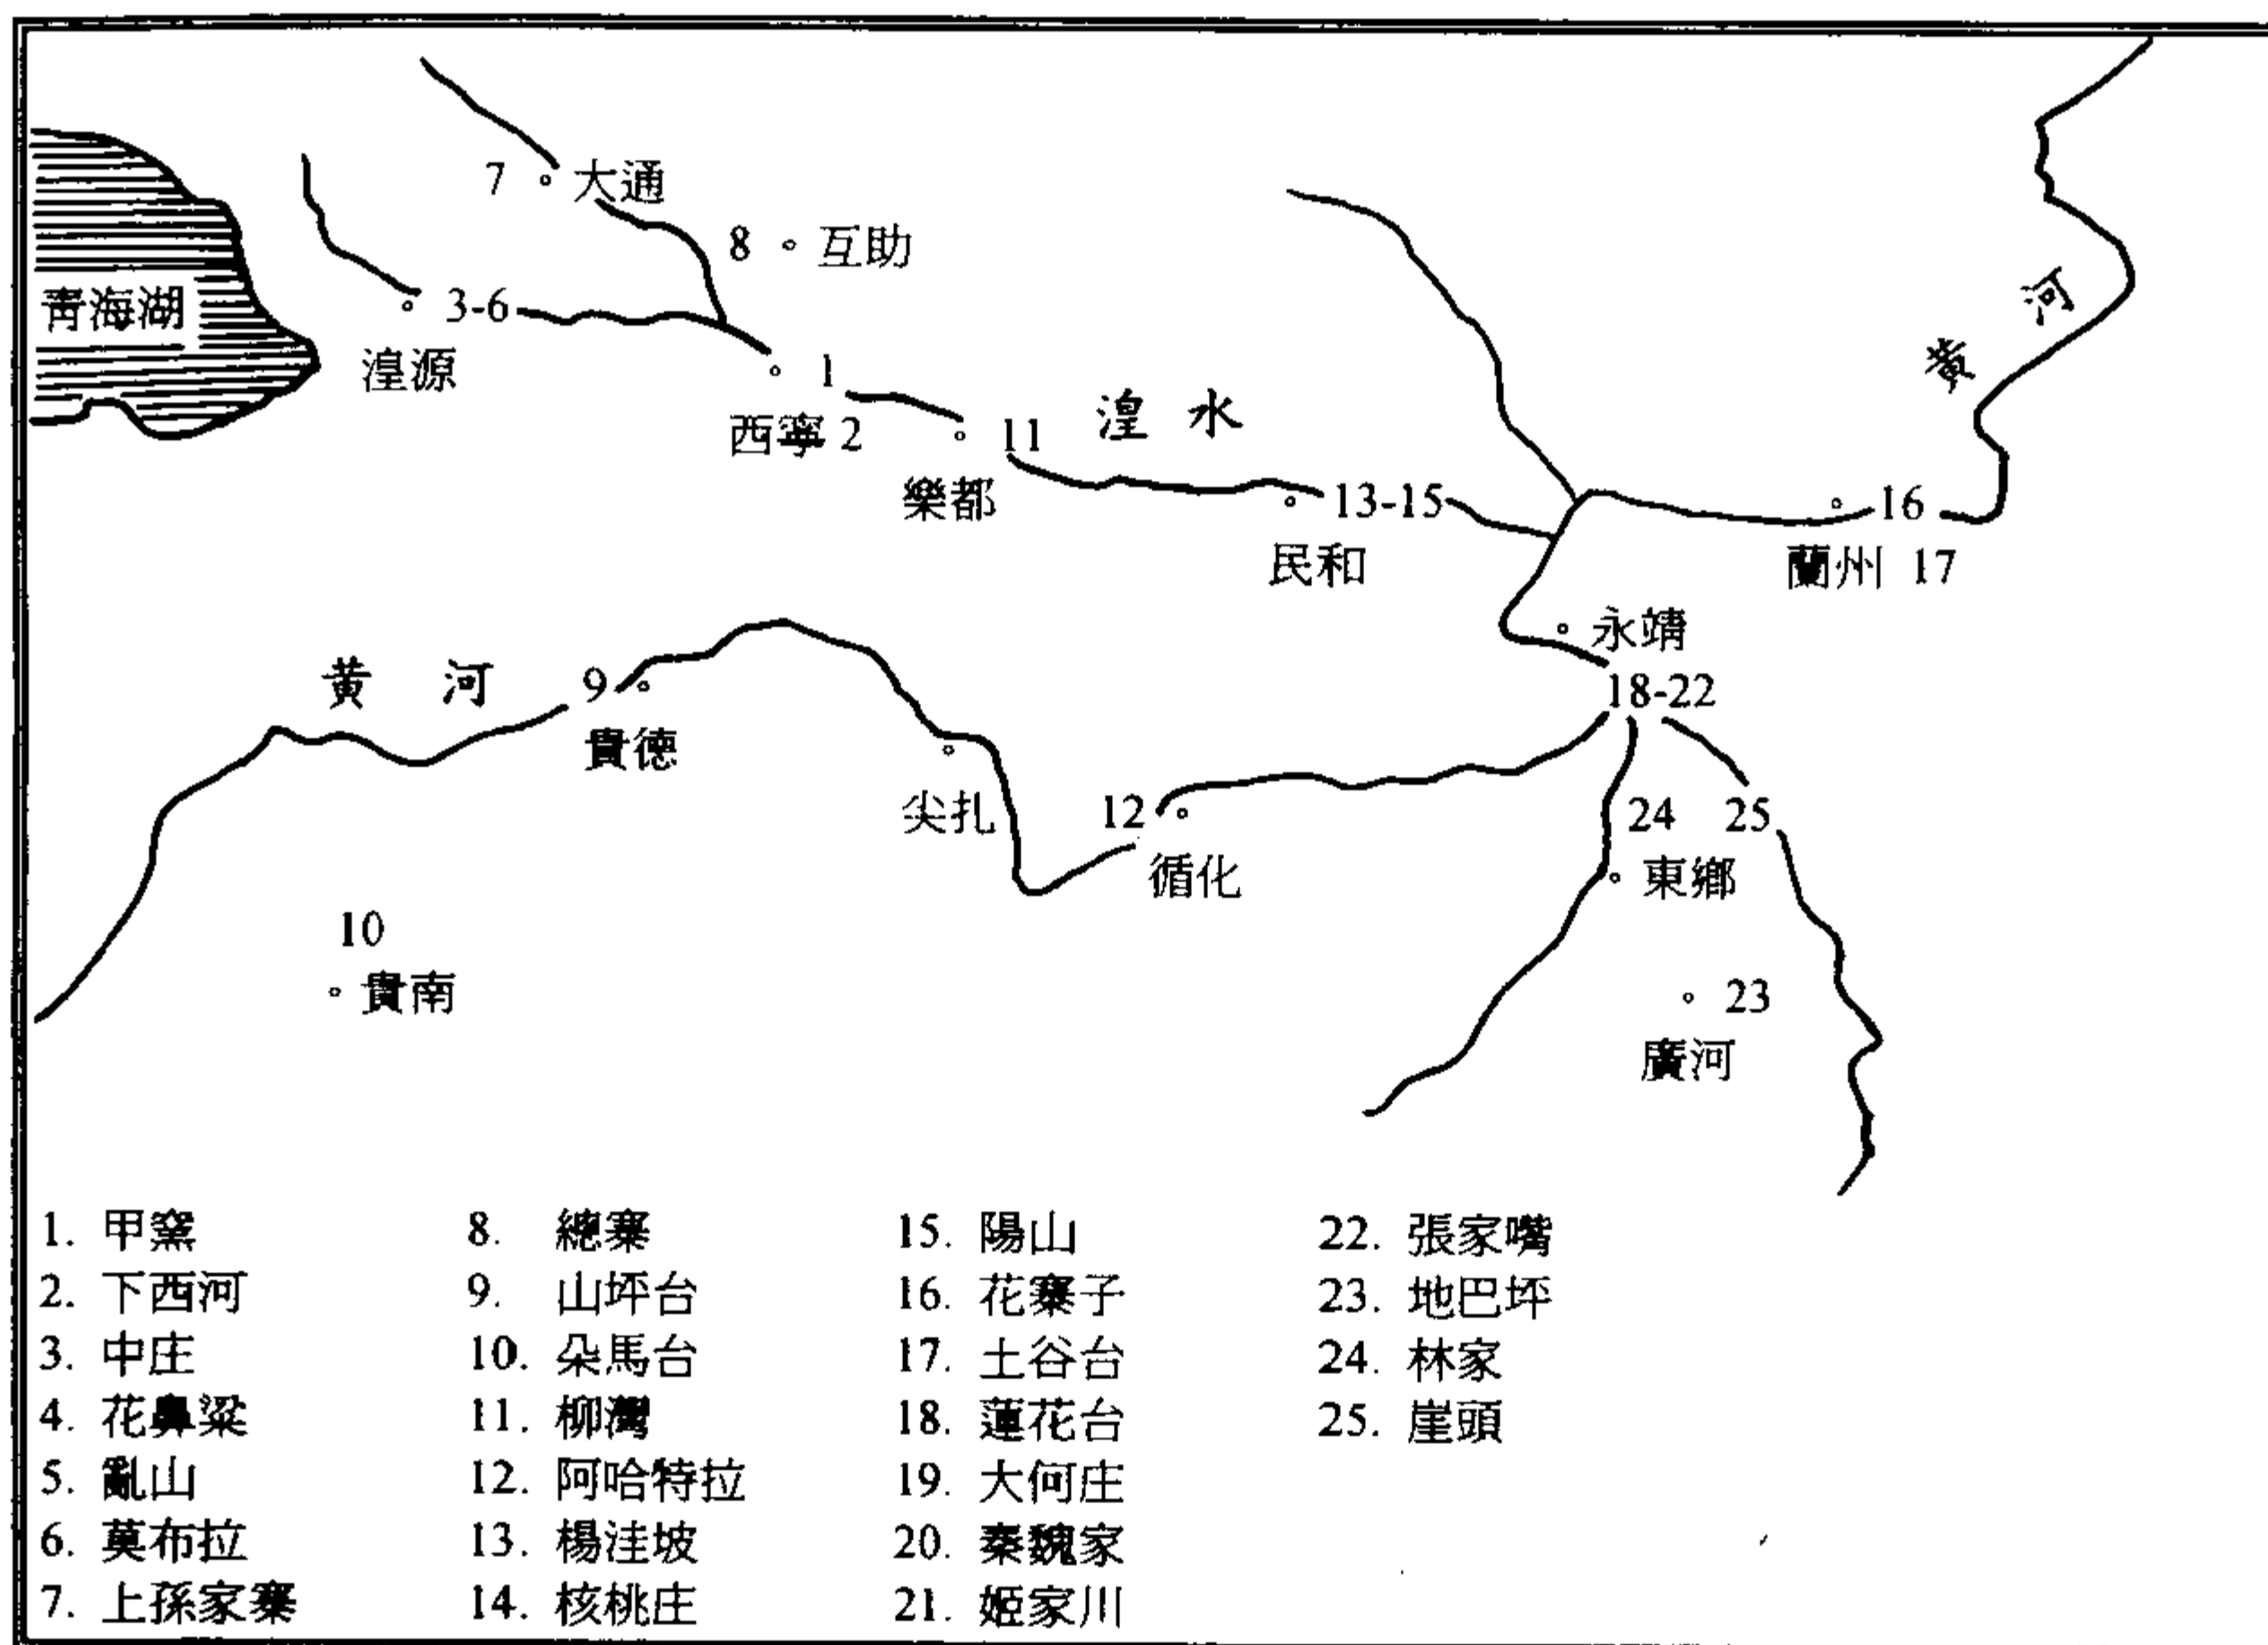 7 大通
8 互助
青海湖
3-6
湟源
1
西寧 2
11
湟 水
樂都
13-15
民和
黃 河
16
蘭州 17
永靖
18-22
黃 河
9
貴德
尖扎
12
循化
24 25
東鄉
10
貴南
23
廣河
1. 甲窯
2. 下西河
3. 中庄
4. 花鼻梁
5. 亂山
6. 莫布拉
7. 上孫家寨
8. 總寨
9. 山坪台
10. 朵馬台
11. 柳灣
12. 阿哈特拉
13. 楊洼坡
14. 核桃庄
15. 陽山
16. 花寨子
17. 土谷台
18. 蓮花台
19. 大何庄
20. 秦魏家
21. 姬家川
22. 張家嘴
23. 地巴坪
24. 林家
25. 崖頭